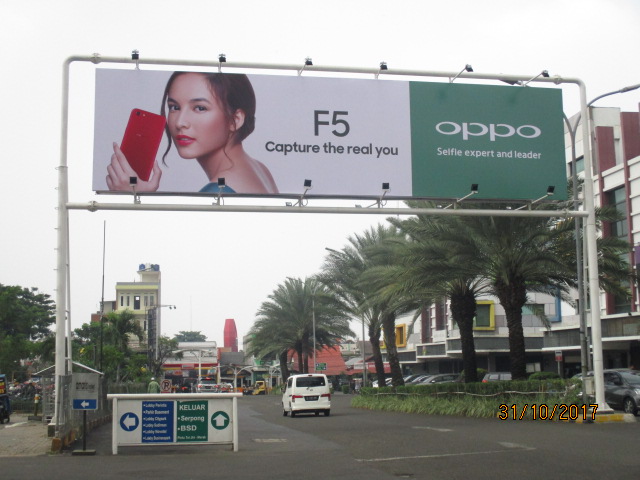 F5
Capture the real you
oppo
Selfie expert and leader
KELUAR
Serpong
BSD
31/10/2017